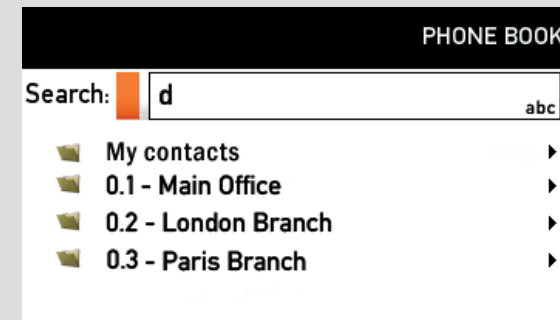 PHONE BOOK
Search: d
abc
My contacts
0.1 - Main Office
0.2 - London Branch
0.3 - Paris Branch